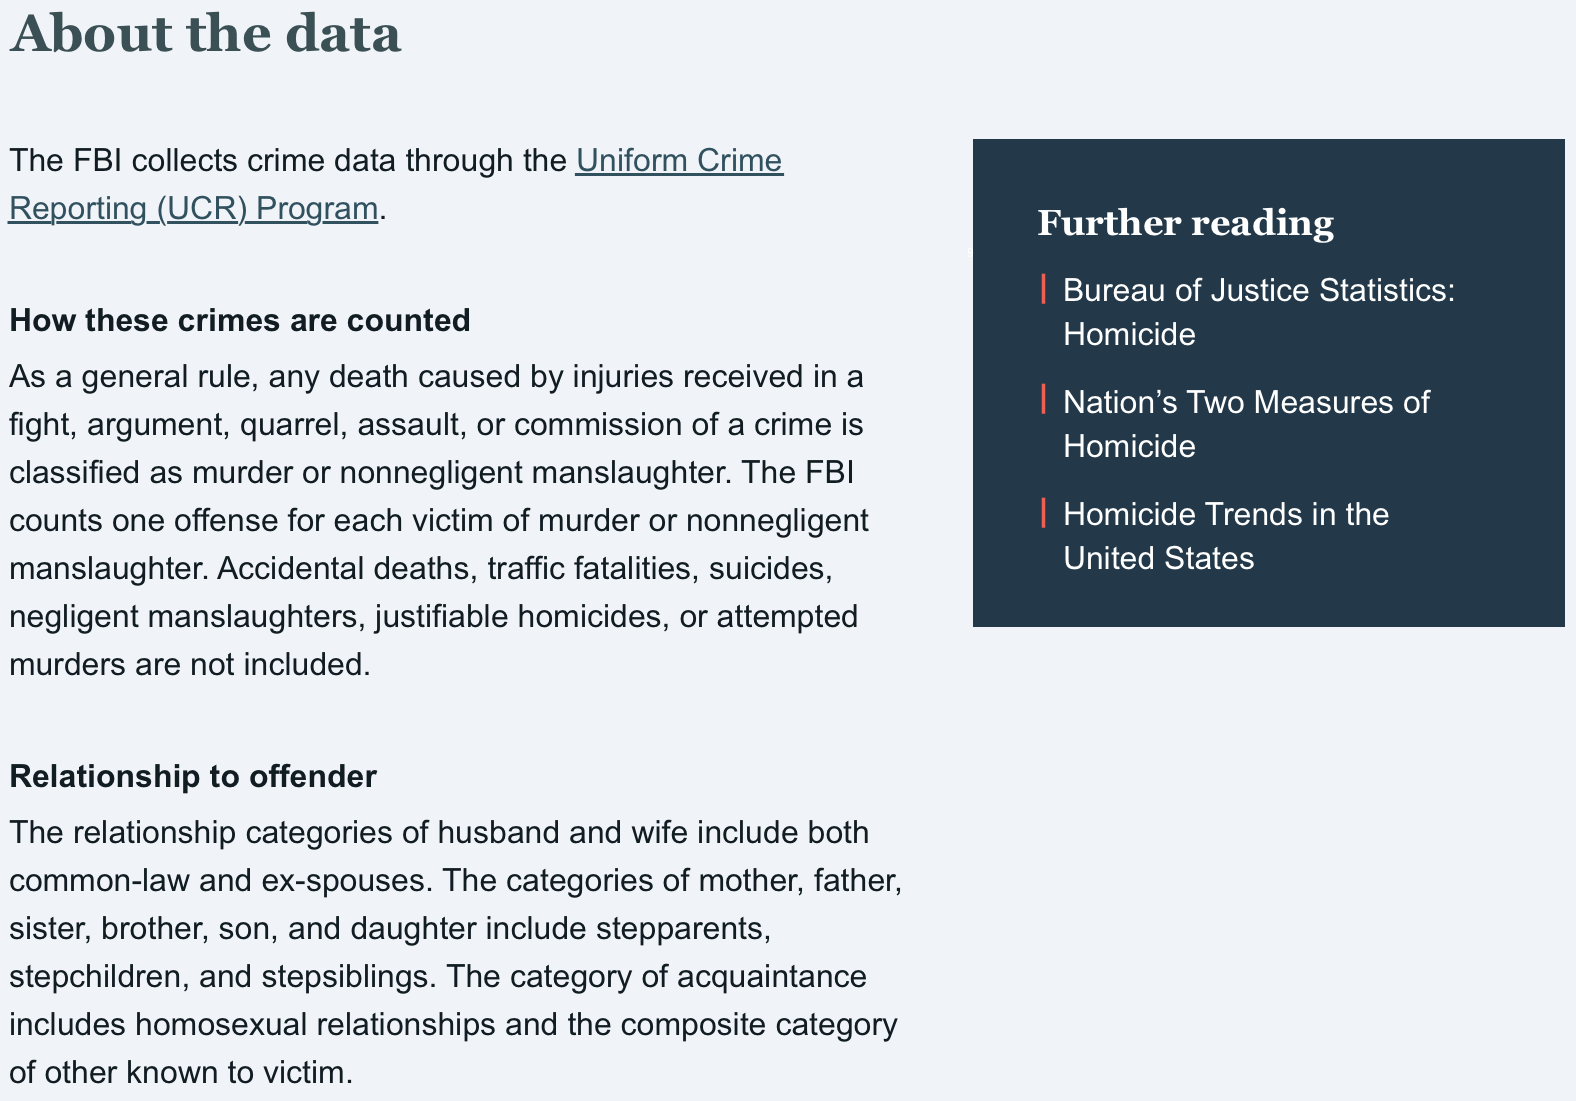 About the data
The FBI collects crime data through the Uniform Crime
Reporting (UCR) Program.
How these crimes are counted
As a general rule, any death caused by injuries received in a
fight, argument, quarrel, assault, or commission of a crime is
classified as murder or nonnegligent manslaughter. The FBI
counts one offense for each victim of murder or nonnegligent
manslaughter. Accidental deaths, traffic fatalities, suicides,
negligent manslaughters, justifiable homicides, or attempted
murders are not included.
Relationship to offender
The relationship categories of husband and wife include both
common-law and ex-spouses. The categories of mother, father,
sister, brother, son, and daughter include stepparents,
stepchildren, and stepsiblings. The category of acquaintance
includes homosexual relationships and the composite category
of other known to victim.
Further reading
Bureau of Justice Statistics:
Homicide
Nation’s Two Measures of
Homicide
Homicide Trends in the
United States